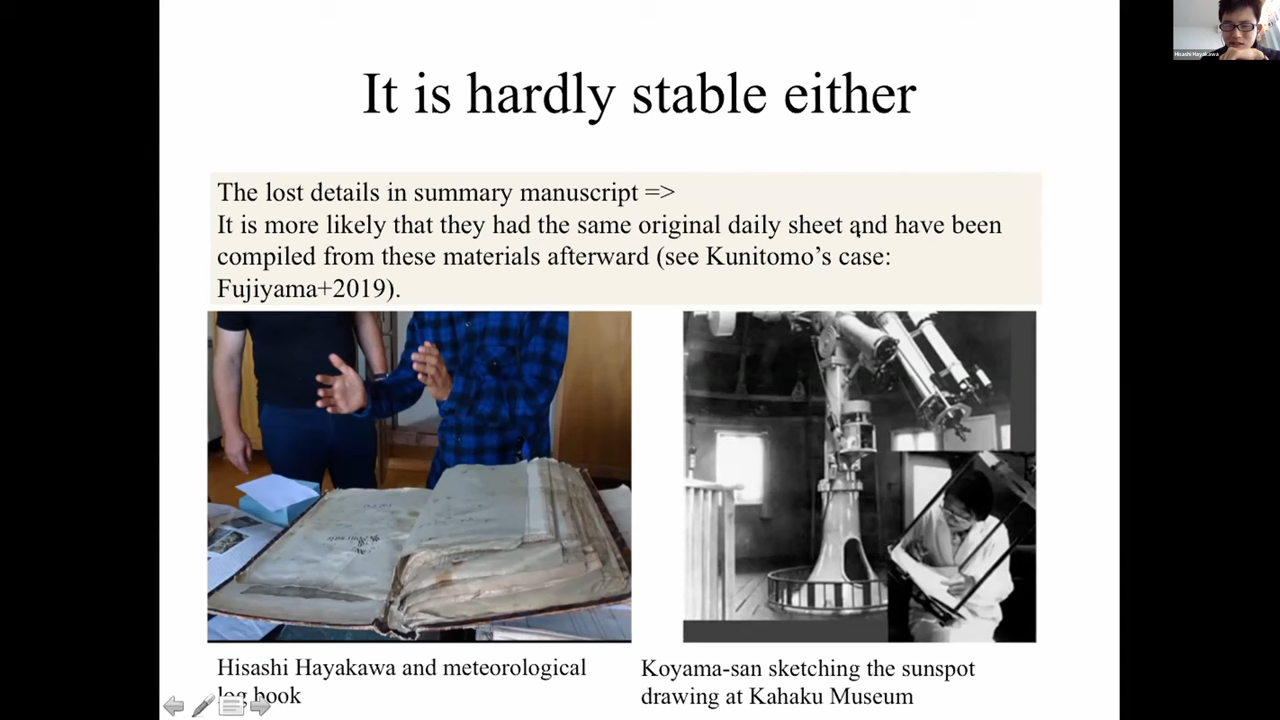 Hisashi Hayakawa
It is hardly stable either
The lost details in summary manuscript =>
It is more likely that they had the same original daily sheet and have been
compiled from these materials afterward (see Kunitomo’s case:
Fujiyama+2019).
Hisashi Hayakawa and meteorological
log book
Koyama-san sketching the sunspot
drawing at Kahaku Museum